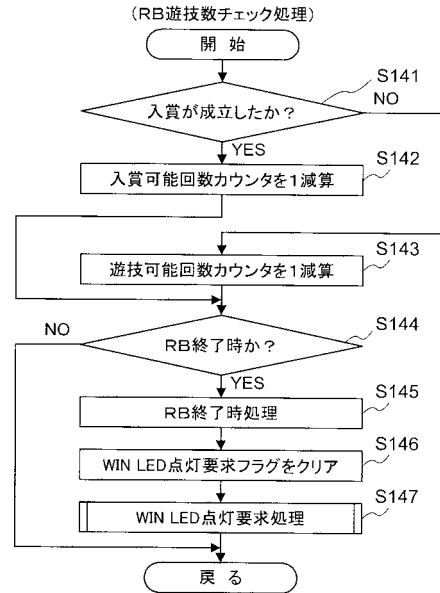 (RB遊技数チェック処理)
開 始
S141
入賞が成立したか？
NO
YES
S142
入賞可能回数カウンタを１減算
S143
遊技可能回数カウンタを１減算
NO
S144
RB終了時か？
YES
S145
RB終了時処理
S146
WIN LED点灯要求フラグをクリア
S147
WIN LED点灯要求処理
戻 る